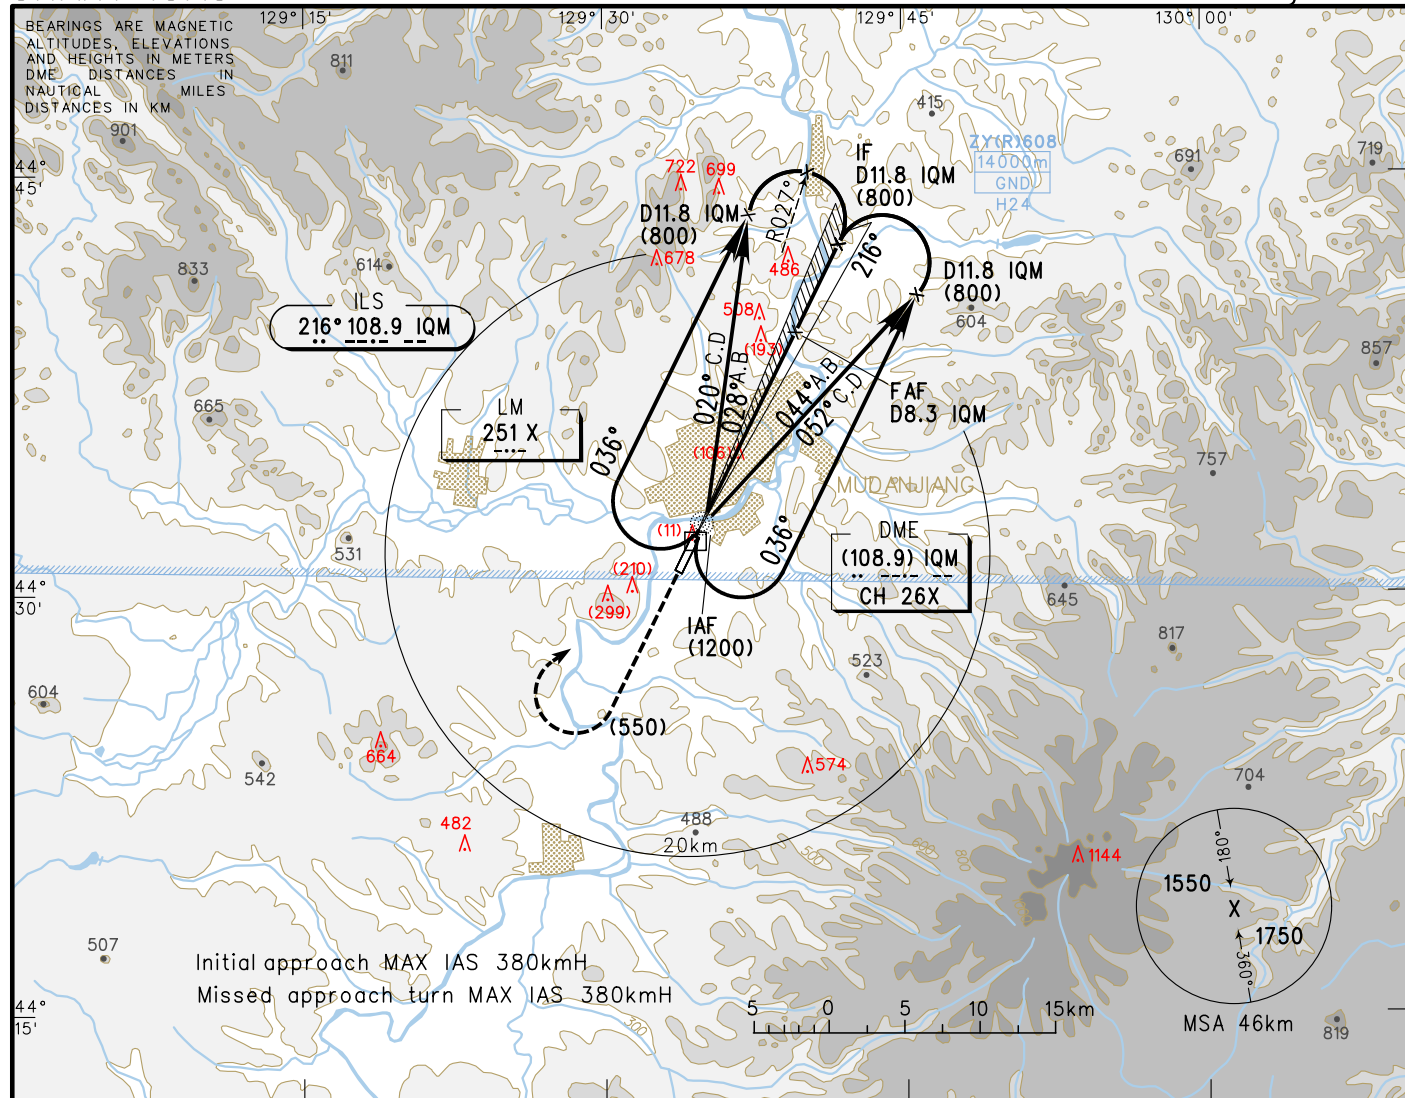 129° 15' 129° 30' 129° 45' 130° 00'
BEARINGS ARE MAGNETIC
ALTITUDES, ELEVATIONS
AND HEIGHTS IN METERS
DME DISTANCES IN
NAUTICAL MILES
DISTANCES IN KM
811
415
901
ZY(R)608
14000m
GND
H24
IF
D11.8 IQM
(800)
691
719
44°
45'
722
699
D11.8 IQM
(800)
R027°
678
486
216°
D11.8 IQM
(800)
614
833
604
ILS
216° 108.9 IQM
508
(193)
857
020° C.D
028° A.B
044° A.B
052° C.D
FAF
D8.3 IQM
665
LM
251 X
036°
(106)
757
MUDANJIANG
(11)
036°
DME
(108.9) IQM
CH 26X
531
(210)
(299)
44°
30'
645
IAF
(1200)
817
523
604
(550)
664
542
574
704
482
488
20km
500
600
800
1144
180°
1550
X
1750
360°
507
Initial approach MAX IAS 380kmH
Missed approach turn MAX IAS 380kmH
44°
15'
300
5 0 5 10 15km
MSA 46km
819